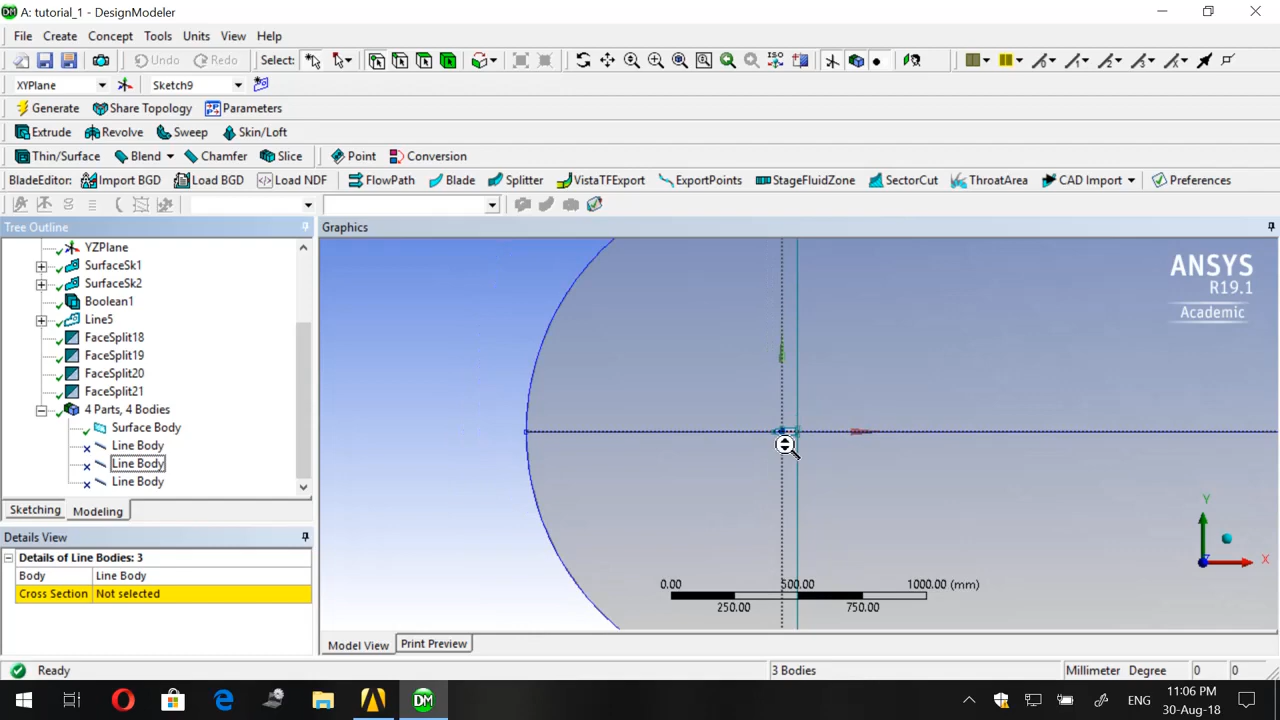 A: tutorial_1 - DesignModeler
File Create Concept Tools Units View Help
Undo Redo Select:
XYPlane Sketch9
Generate Share Topology Parameters
Extrude Revolve Sweep Skin/Loft
Thin/Surface Blend Chamfer Slice Point Conversion
BladeEditor: Import BGD Load BGD Load NDF FlowPath Blade Splitter VistaTFExport ExportPoints StageFluidZone SectorCut ThroatArea CAD Import Preferences
Tree Outline
YZPlane
SurfaceSk1
SurfaceSk2
Boolean1
Line5
FaceSplit18
FaceSplit19
FaceSplit20
FaceSplit21
4 Parts, 4 Bodies
Surface Body
Line Body
Line Body
Line Body
Sketching Modeling
Details View
Details of Line Bodies: 3
Body Line Body
Cross Section Not selected
Graphics
ANSYS
R19.1
Academic
Y
X
0.00 500.00 1000.00 (mm)
250.00 750.00
Model View Print Preview
Ready 3 Bodies Millimeter Degree 0 0
DM
ENG
11:06 PM
30-Aug-18